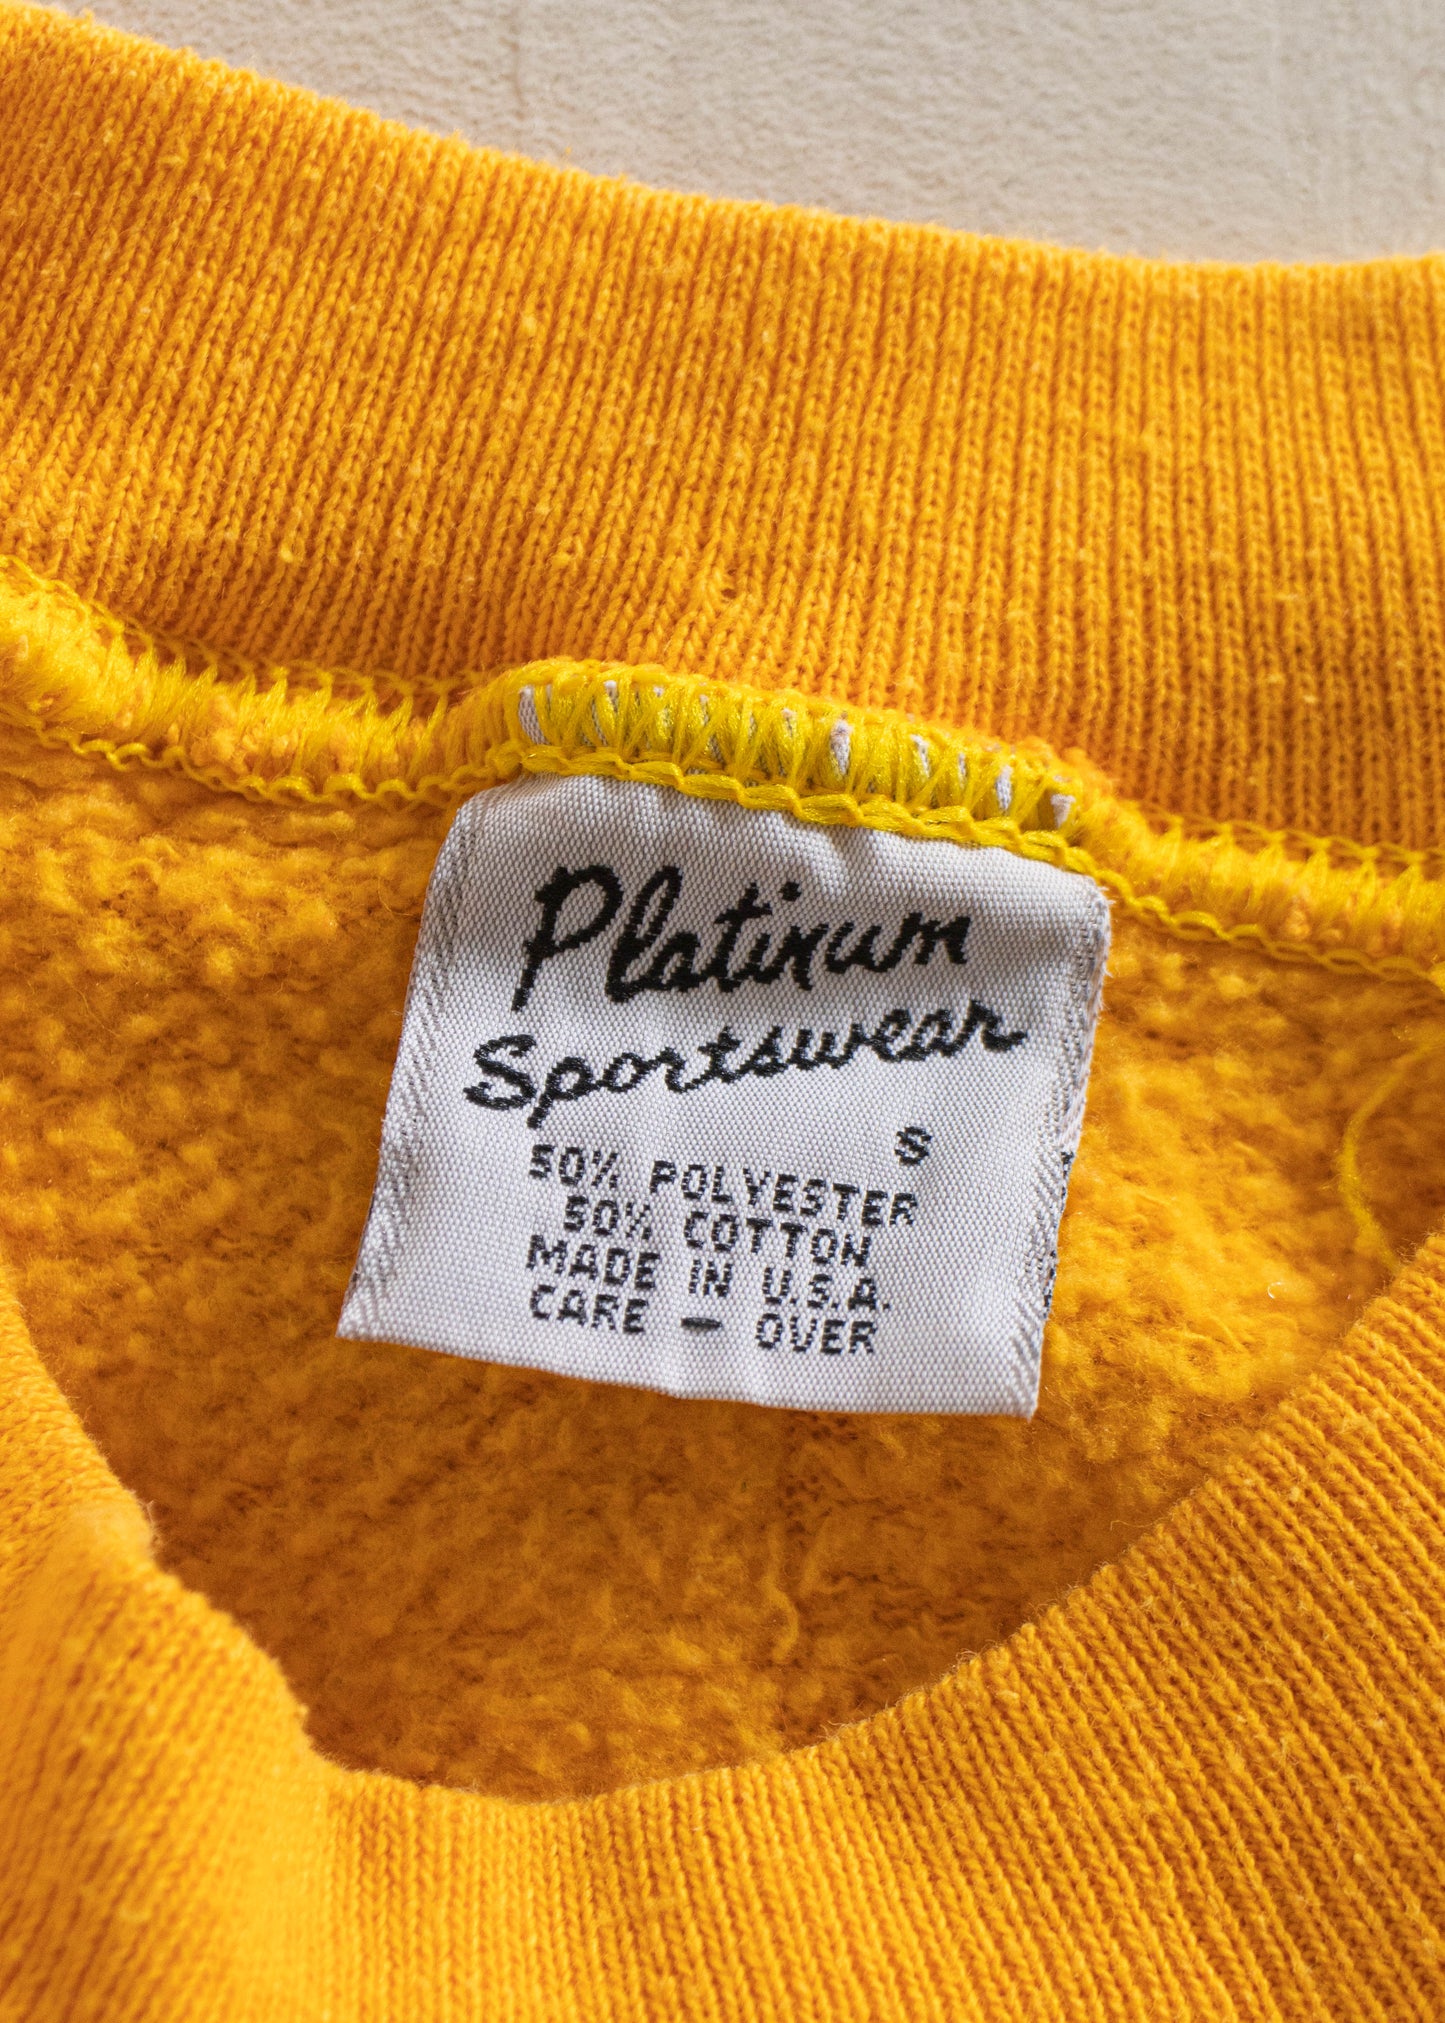 Platinum
Sportswear
S
50% POLYESTER
50% COTTON
MADE IN U.S.A.
CARE - OVER